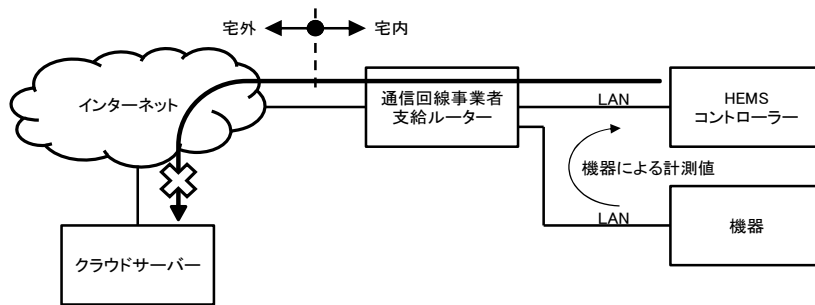 宅外
宅内
インターネット
通信回線事業者
支給ルーター
LAN
HEMS
コントローラー
機器による計測値
LAN
機器
クラウドサーバー